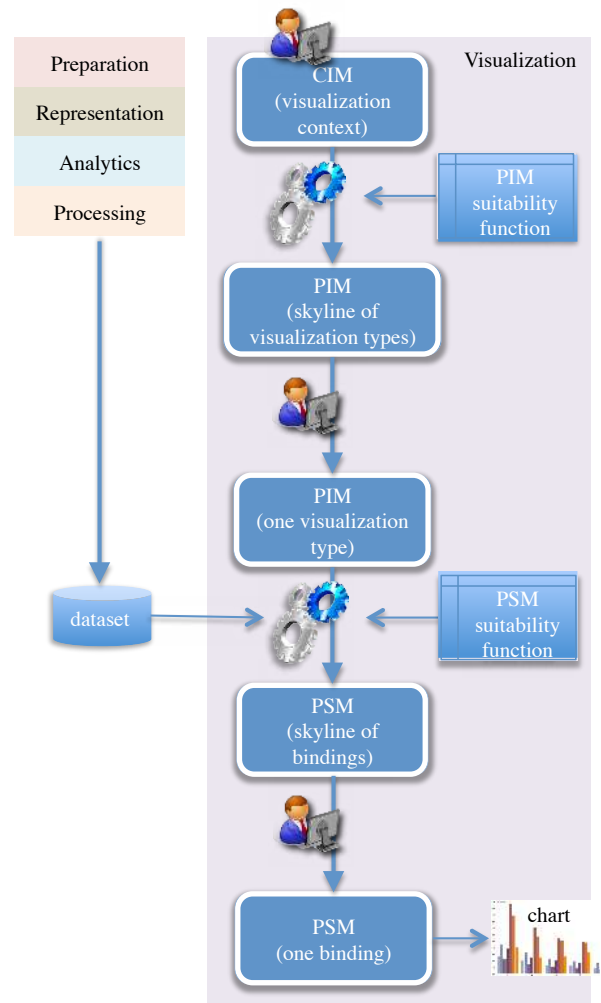 Preparation
Representation
Analytics
Processing
Visualization
CIM
(visualization
context)
PIM
suitability
function
PIM
(skyline of
visualization types)
PIM
(one visualization
type)
dataset
PSM
suitability
function
PSM
(skyline of
bindings)
PSM
(one binding)
chart